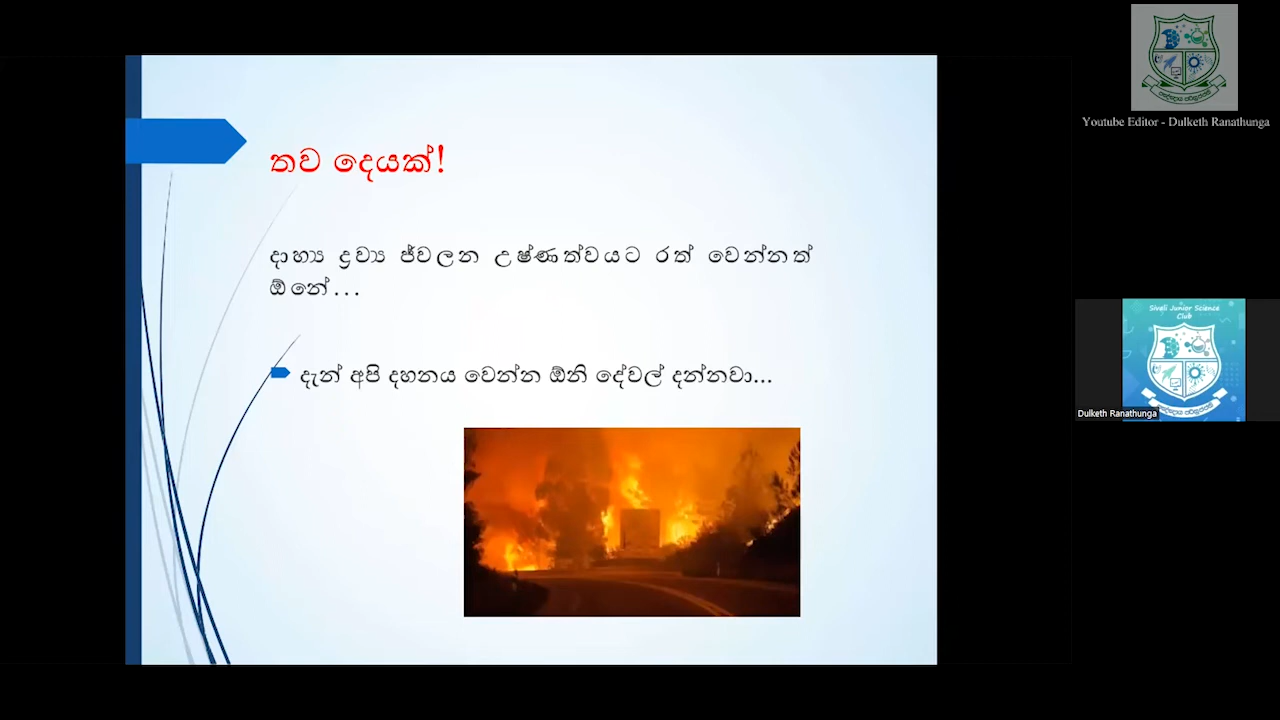 තව දෙයක්!
දාහ්‍ය ද්‍රව්‍ය ජ්වලන උෂ්ණත්වයට රත් වෙන්නත්
ඕනේ...
දැන් අපි දහනය වෙන්න ඕනි දේවල් දන්නවා...
Youtube Editor - Dulketh Ranathunga
Siveli Junior Science
Club
Dulketh Ranathunga